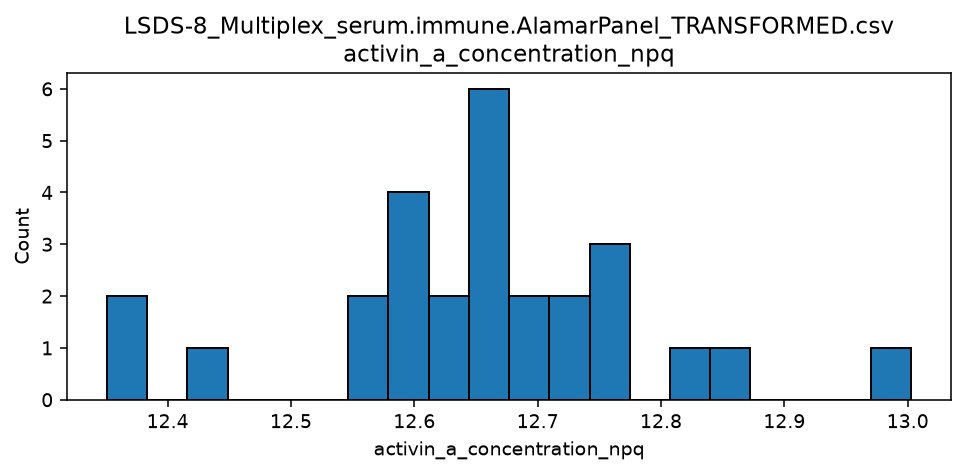 LSDS-8_Multiplex_serum.immune.AlamarPanel_TRANSFORMED.csv
activin_a_concentration_npq
6
5
4
3
2
1
0
Count
12.4 12.5 12.6 12.7 12.8 12.9 13.0
activin_a_concentration_npq